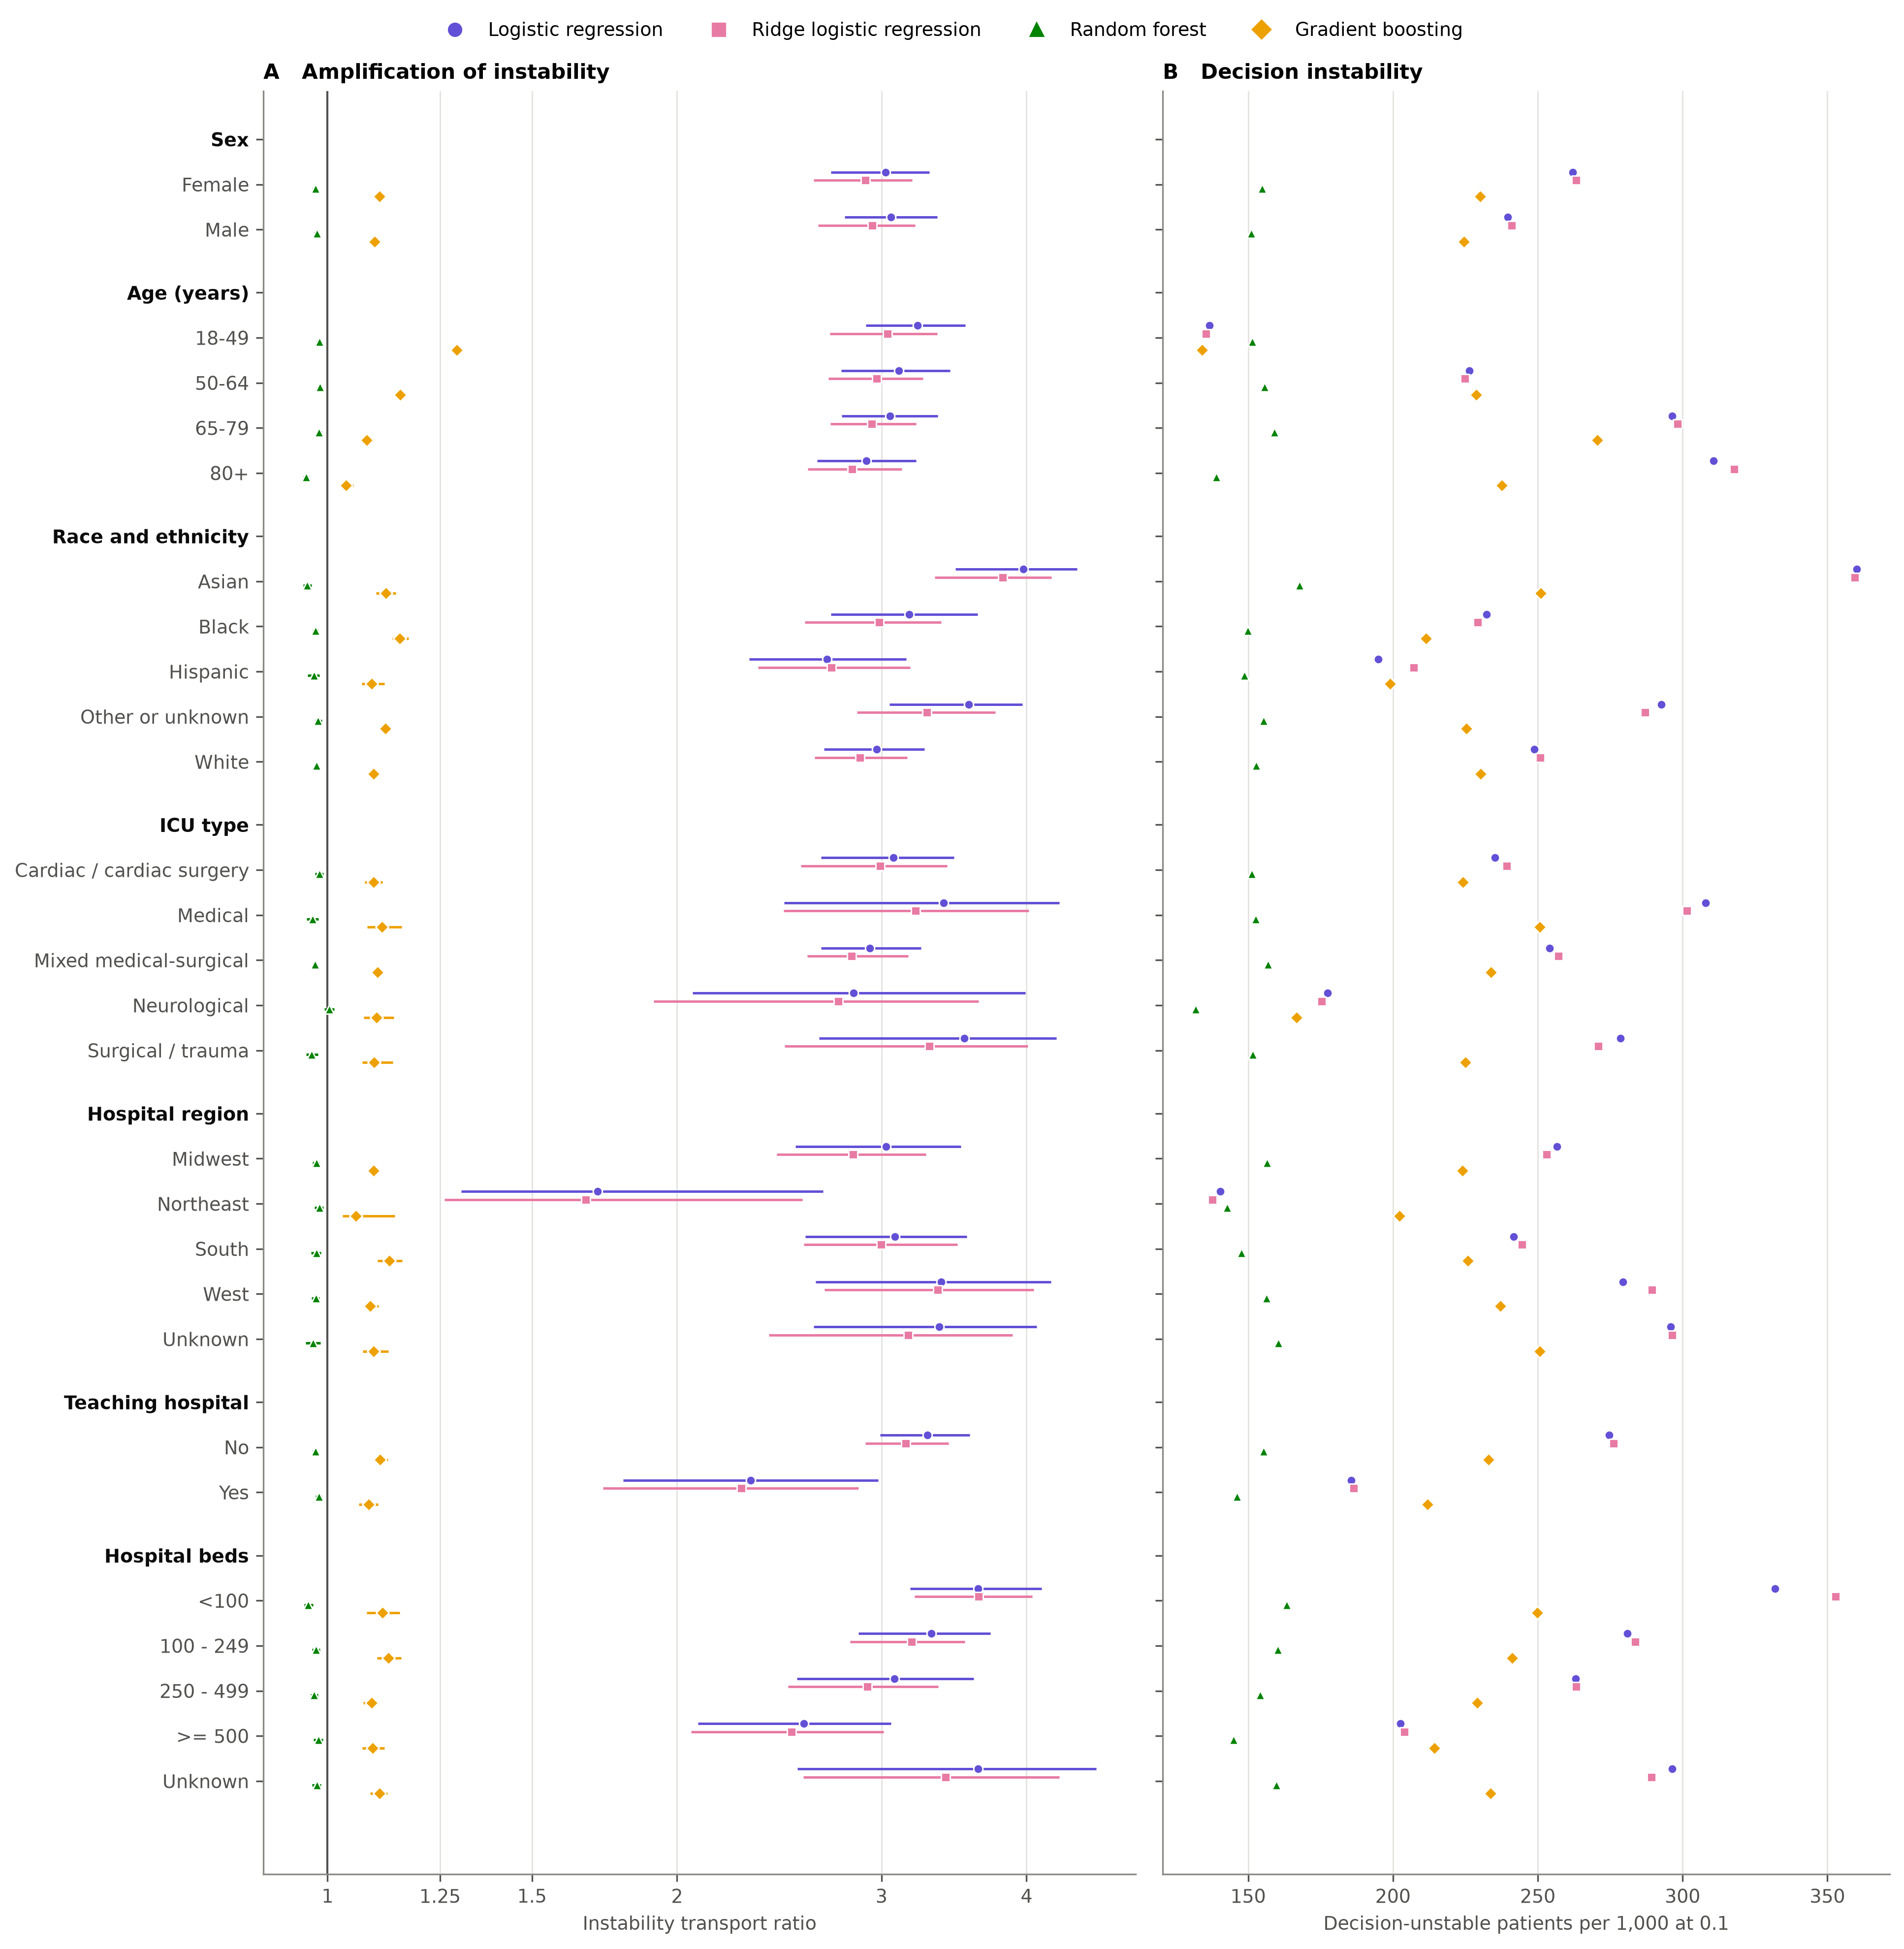 Logistic regression Ridge logistic regression Random forest Gradient boosting
A Amplification of instability
B Decision instability
Sex
Female
Male
Age (years)
18-49
50-64
65-79
80+
Race and ethnicity
Asian
Black
Hispanic
Other or unknown
White
ICU type
Cardiac / cardiac surgery
Medical
Mixed medical-surgical
Neurological
Surgical / trauma
Hospital region
Midwest
Northeast
South
West
Unknown
Teaching hospital
No
Yes
Hospital beds
<100
100 - 249
250 - 499
>= 500
Unknown
1 1.25 1.5 2 3 4
Instability transport ratio
150 200 250 300 350
Decision-unstable patients per 1,000 at 0.1